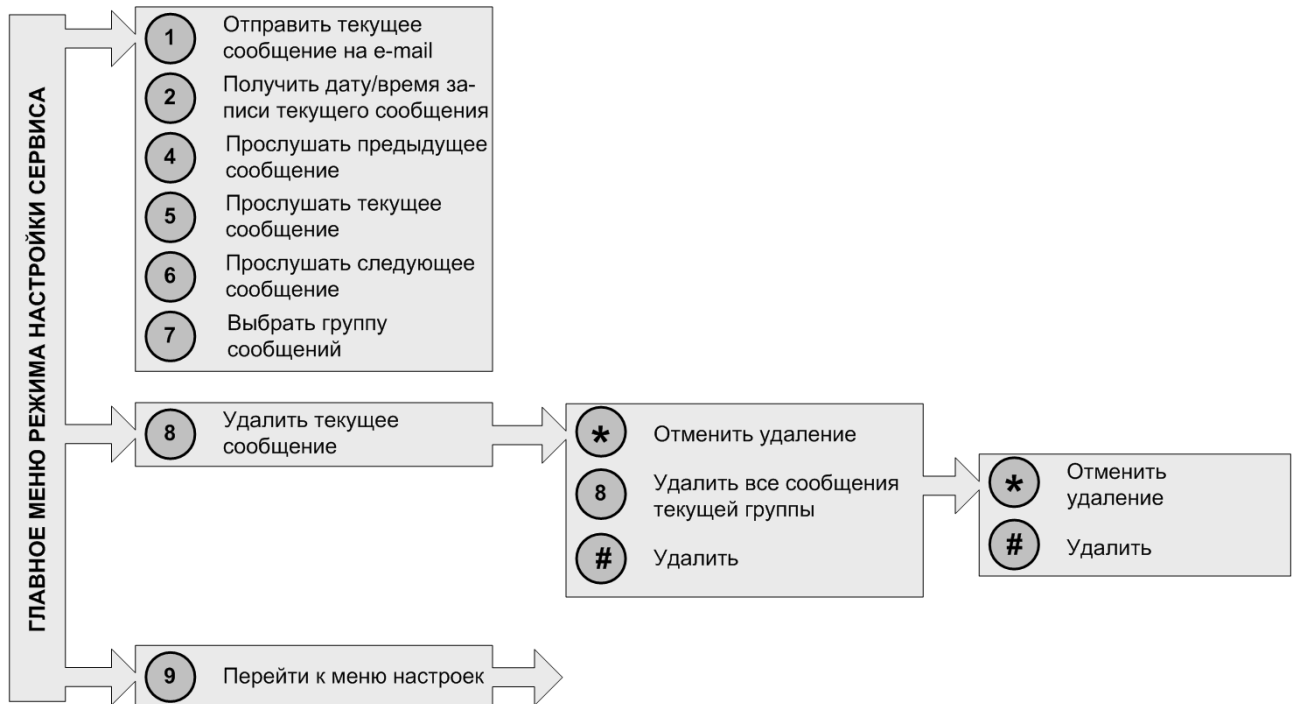 ГЛАВНОЕ МЕНЮ РЕЖИМА НАСТРОЙКИ СЕРВИСА
1 Отправить текущее
сообщение на e-mail
2 Получить дату/время за-
писи текущего сообщения
4 Прослушать предыдущее
сообщение
5 Прослушать текущее
сообщение
6 Прослушать следующее
сообщение
7 Выбрать группу
сообщений
8 Удалить текущее
сообщение
* Отменить удаление
8 Удалить все сообщения
текущей группы
# Удалить
* Отменить
удаление
# Удалить
9 Перейти к меню настроек